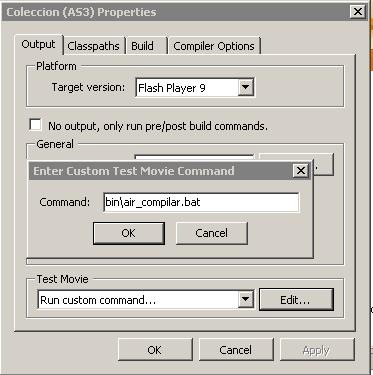 Coleccion (AS3) Properties
Output Classpaths Build Compiler Options
Platform
Target version: Flash Player 9
No output, only run pre/post build commands.
General
Enter Custom Test Movie Command
Command: bin\air_compilar.bat
OK Cancel
Test Movie
Run custom command... Edit...
OK Cancel Apply